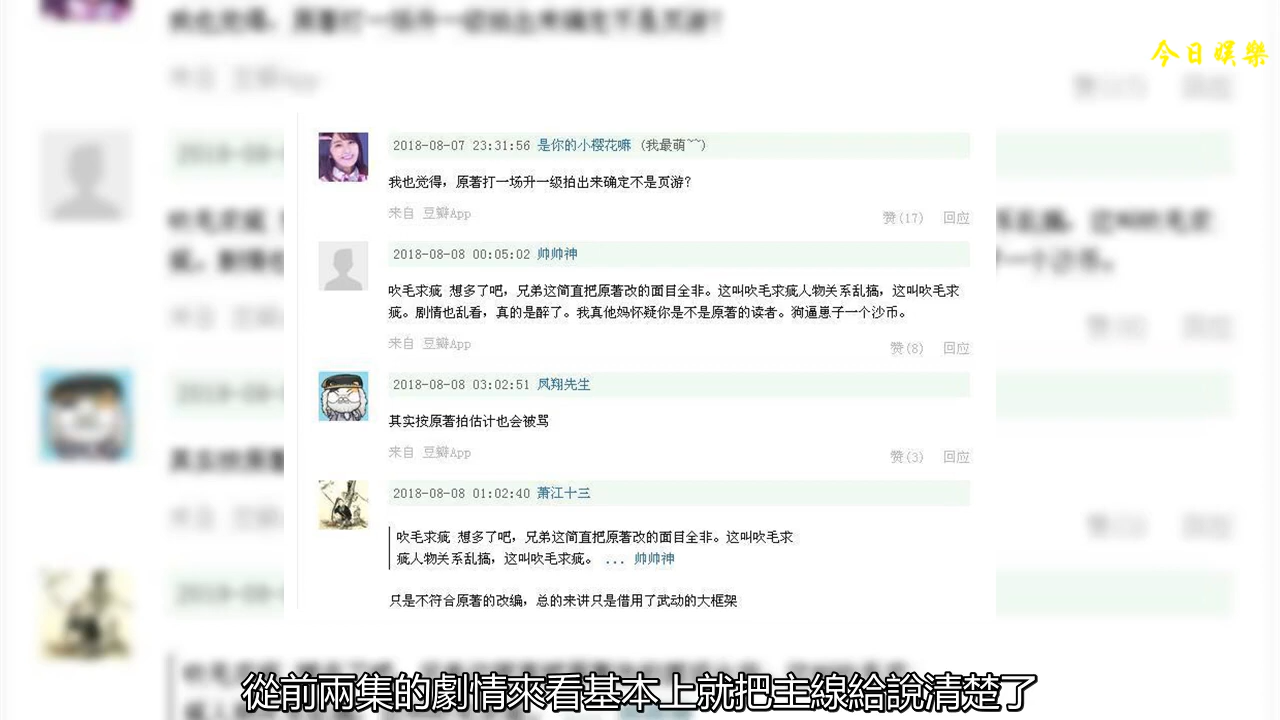 今日娱樂
2018-08-07 23:31:56 是你的小樱花嘛 (我最萌~~)
我也觉得，原著打一场升一级拍出来确定不是页游？
来自 豆瓣App
赞(17) 回应
2018-08-08 00:05:02 帅帅神
吹毛求疵 想多了吧，兄弟这简直把原著改的面目全非。这叫吹毛求疵人物关系乱搞，这叫吹毛求
疵。剧情也乱看，真的是醉了。我真他妈怀疑你是不是原著的读者。狗逼崽子一个沙币。
来自 豆瓣App
赞(8) 回应
2018-08-08 03:02:51 凤翔先生
其实按原著拍估计也会被骂
来自 豆瓣App
赞(3) 回应
2018-08-08 01:02:40 萧江十三
吹毛求疵 想多了吧，兄弟这简直把原著改的面目全非。这叫吹毛求
疵人物关系乱搞，这叫吹毛求疵。 ... 帅帅神
只是不符合原著的改编，总的来讲只是借用了武动的大框架
從前兩集的劇情來看基本上就把主線給說清楚了